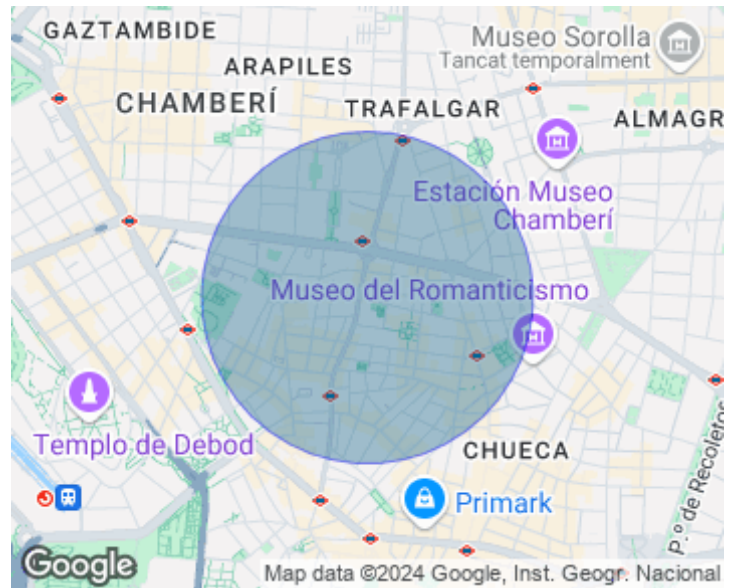 GAZTAMBIDE
Museo Sorolla
Tancat temporalment
ARAPILES
CHAMBERÍ
TRAFALGAR
ALMAGR
Estación Museo
Chamberí
Museo del Romanticismo
Templo de Debod
CHUECA
Primark
P.º de Recoletos
Google
Map data ©2024 Google, Inst. Geogr. Nacional